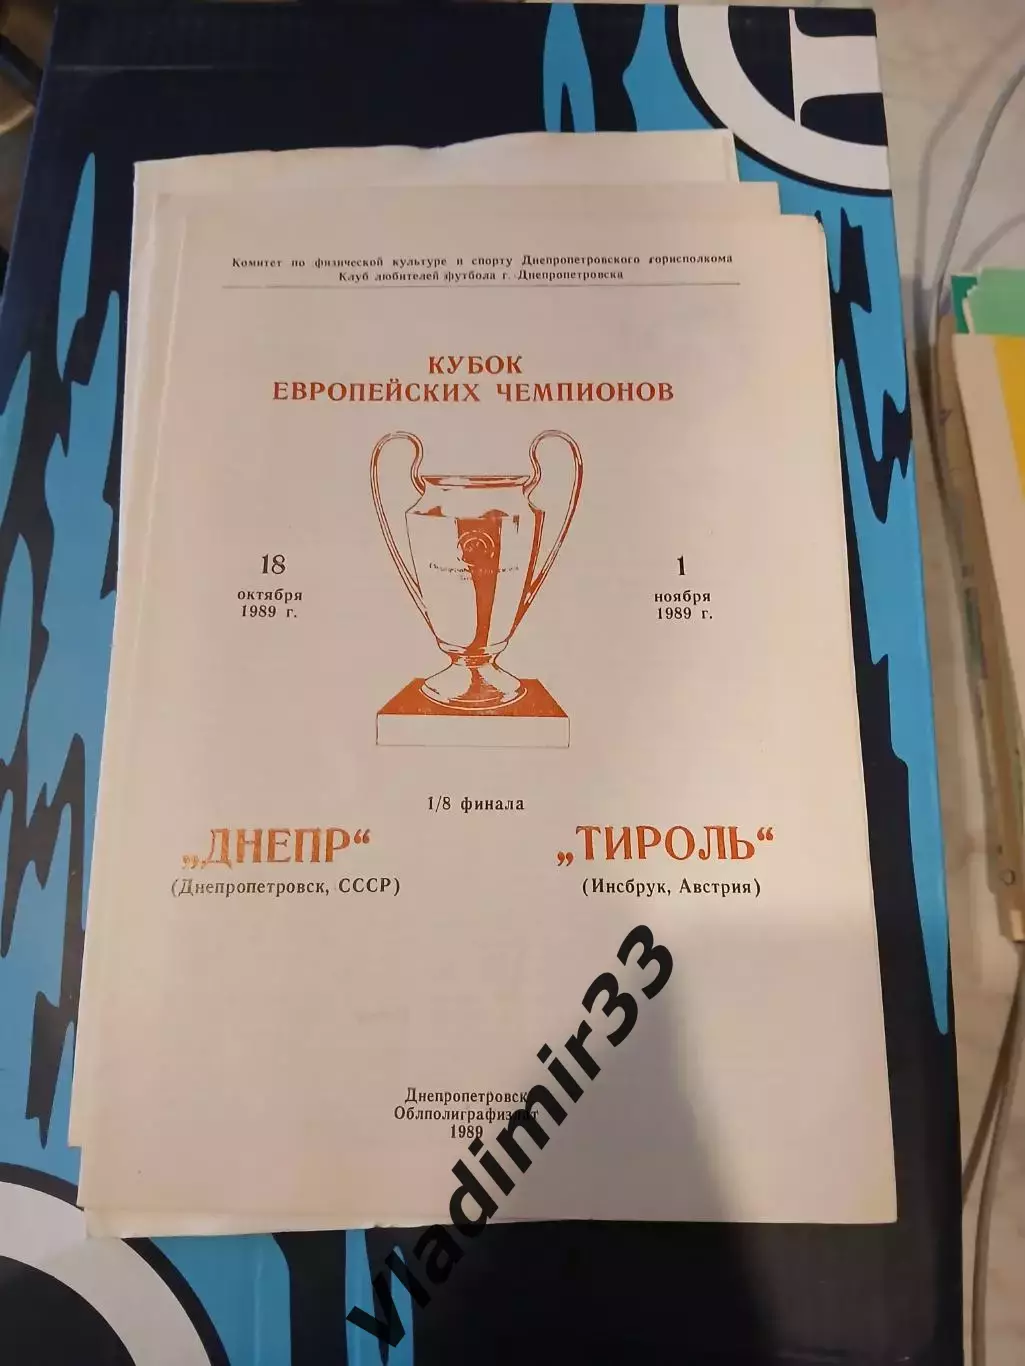 Комитет по физической культуре и спорту Днепропетровского горисполкома
Клуб любителей футбола г. Днепропетровска
КУБОК
ЕВРОПЕЙСКИХ ЧЕМПИОНОВ
18
октября
1989 г.
1
ноября
1989 г.
1/8 финала
„ДНЕПР“
(Днепропетровск, СССР)
„ТИРОЛЬ“
(Инсбрук, Австрия)
Днепропетровск
Облполиграфиздат
1989
vladimir33